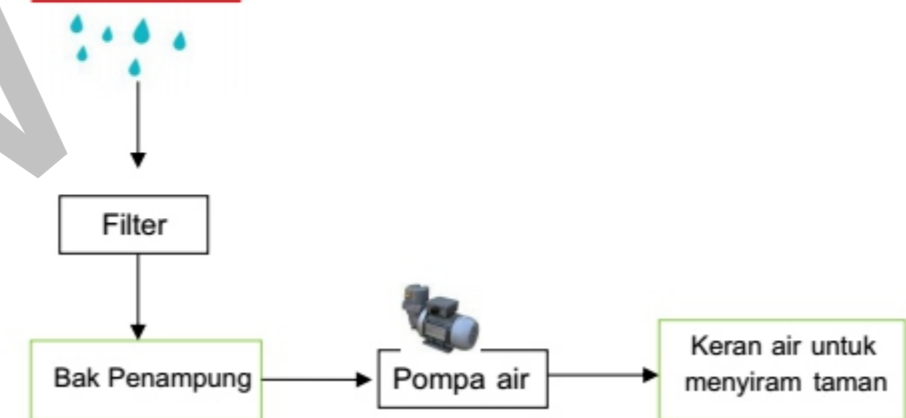 Filter
Bak Penampung
Pompa air
Keran air untuk
menyiram taman